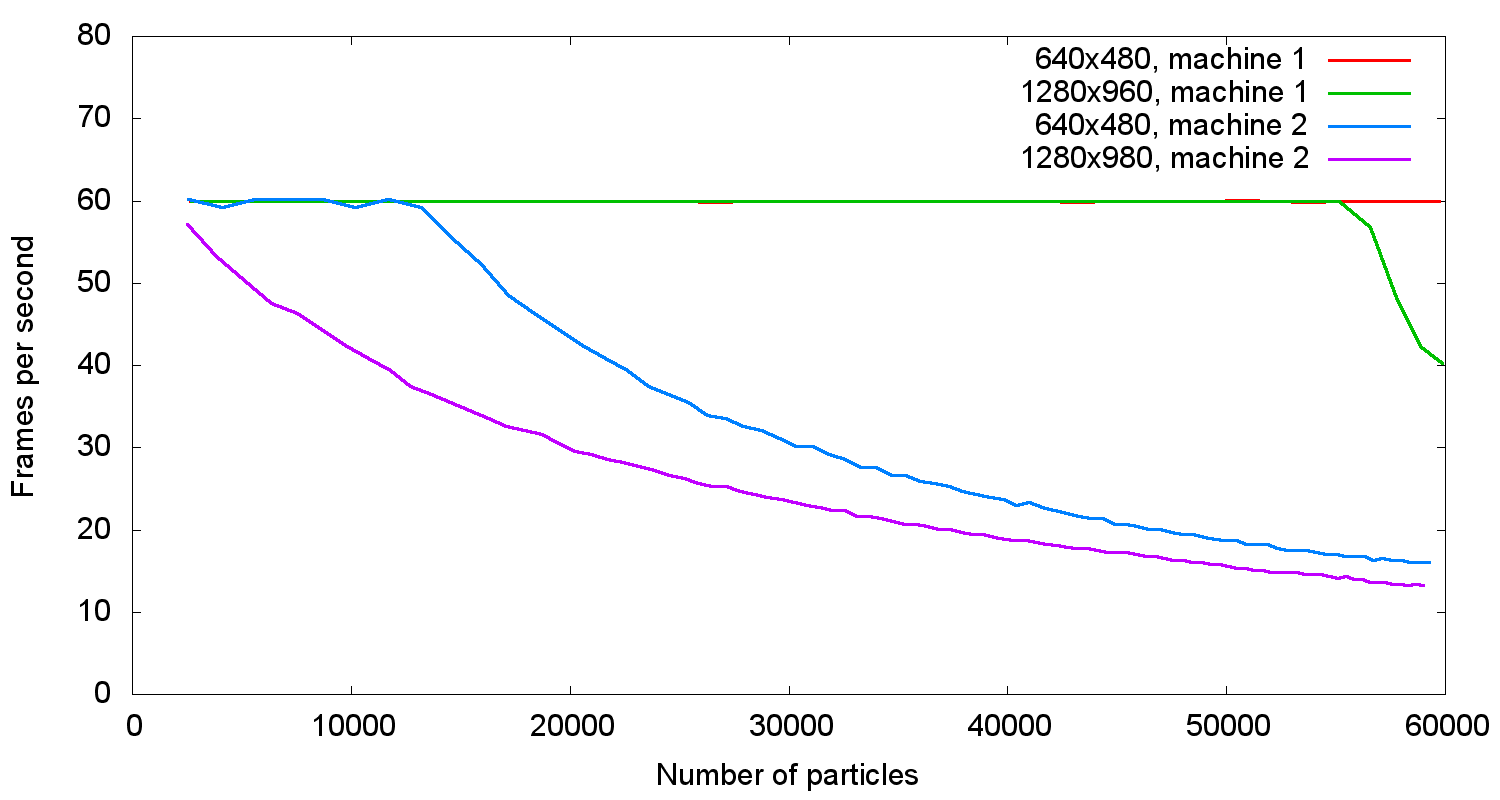 80
70
60
50
40
30
20
10
0
Frames per second
640x480, machine 1
1280x960, machine 1
640x480, machine 2
1280x980, machine 2
0 10000 20000 30000 40000 50000 60000
Number of particles